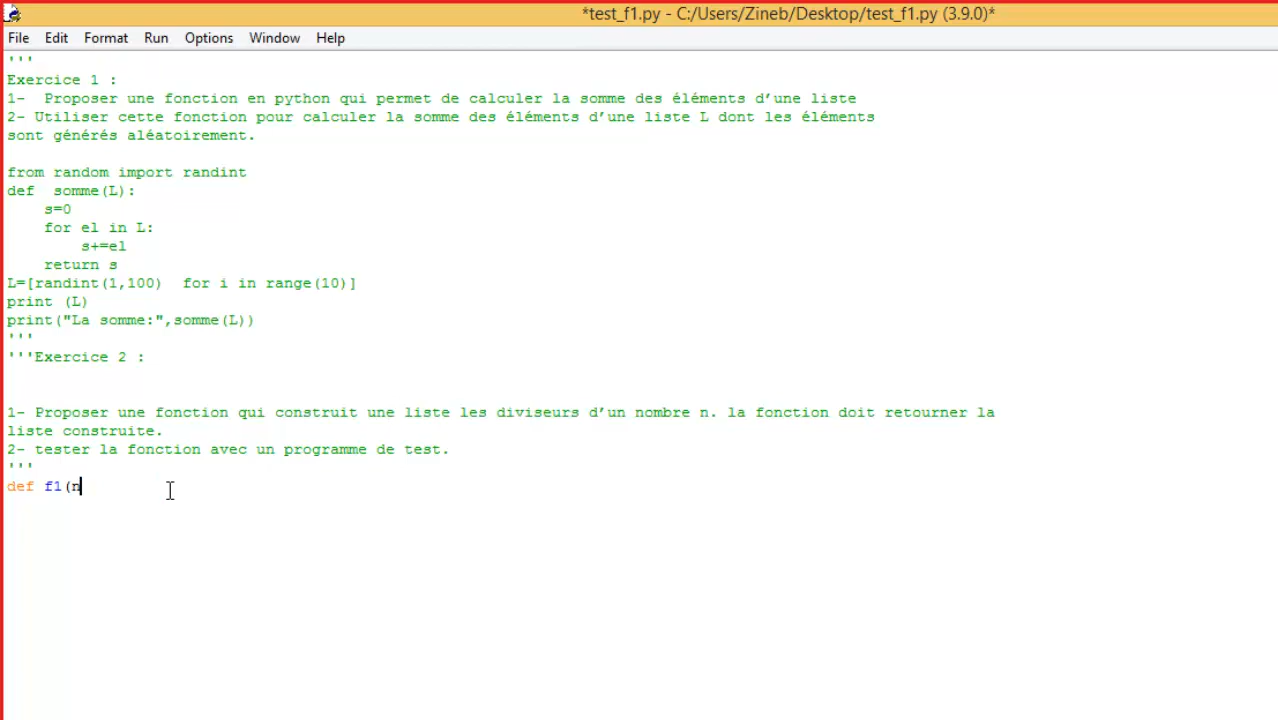 *test_f1.py - C:/Users/Zineb/Desktop/test_f1.py (3.9.0)*
File Edit Format Run Options Window Help
'''
Exercice 1 :
1-  Proposer une fonction en python qui permet de calculer la somme des éléments d’une liste
2- Utiliser cette fonction pour calculer la somme des éléments d’une liste L dont les éléments
sont générés aléatoirement.
from random import randint
def  somme(L):
    s=0
    for el in L:
        s+=el
    return s
L=[randint(1,100)  for i in range(10)]
print (L)
print("La somme:",somme(L))
'''
'''Exercice 2 :
1- Proposer une fonction qui construit une liste les diviseurs d’un nombre n. la fonction doit retourner la
liste construite.
2- tester la fonction avec un programme de test.
'''
def f1(n